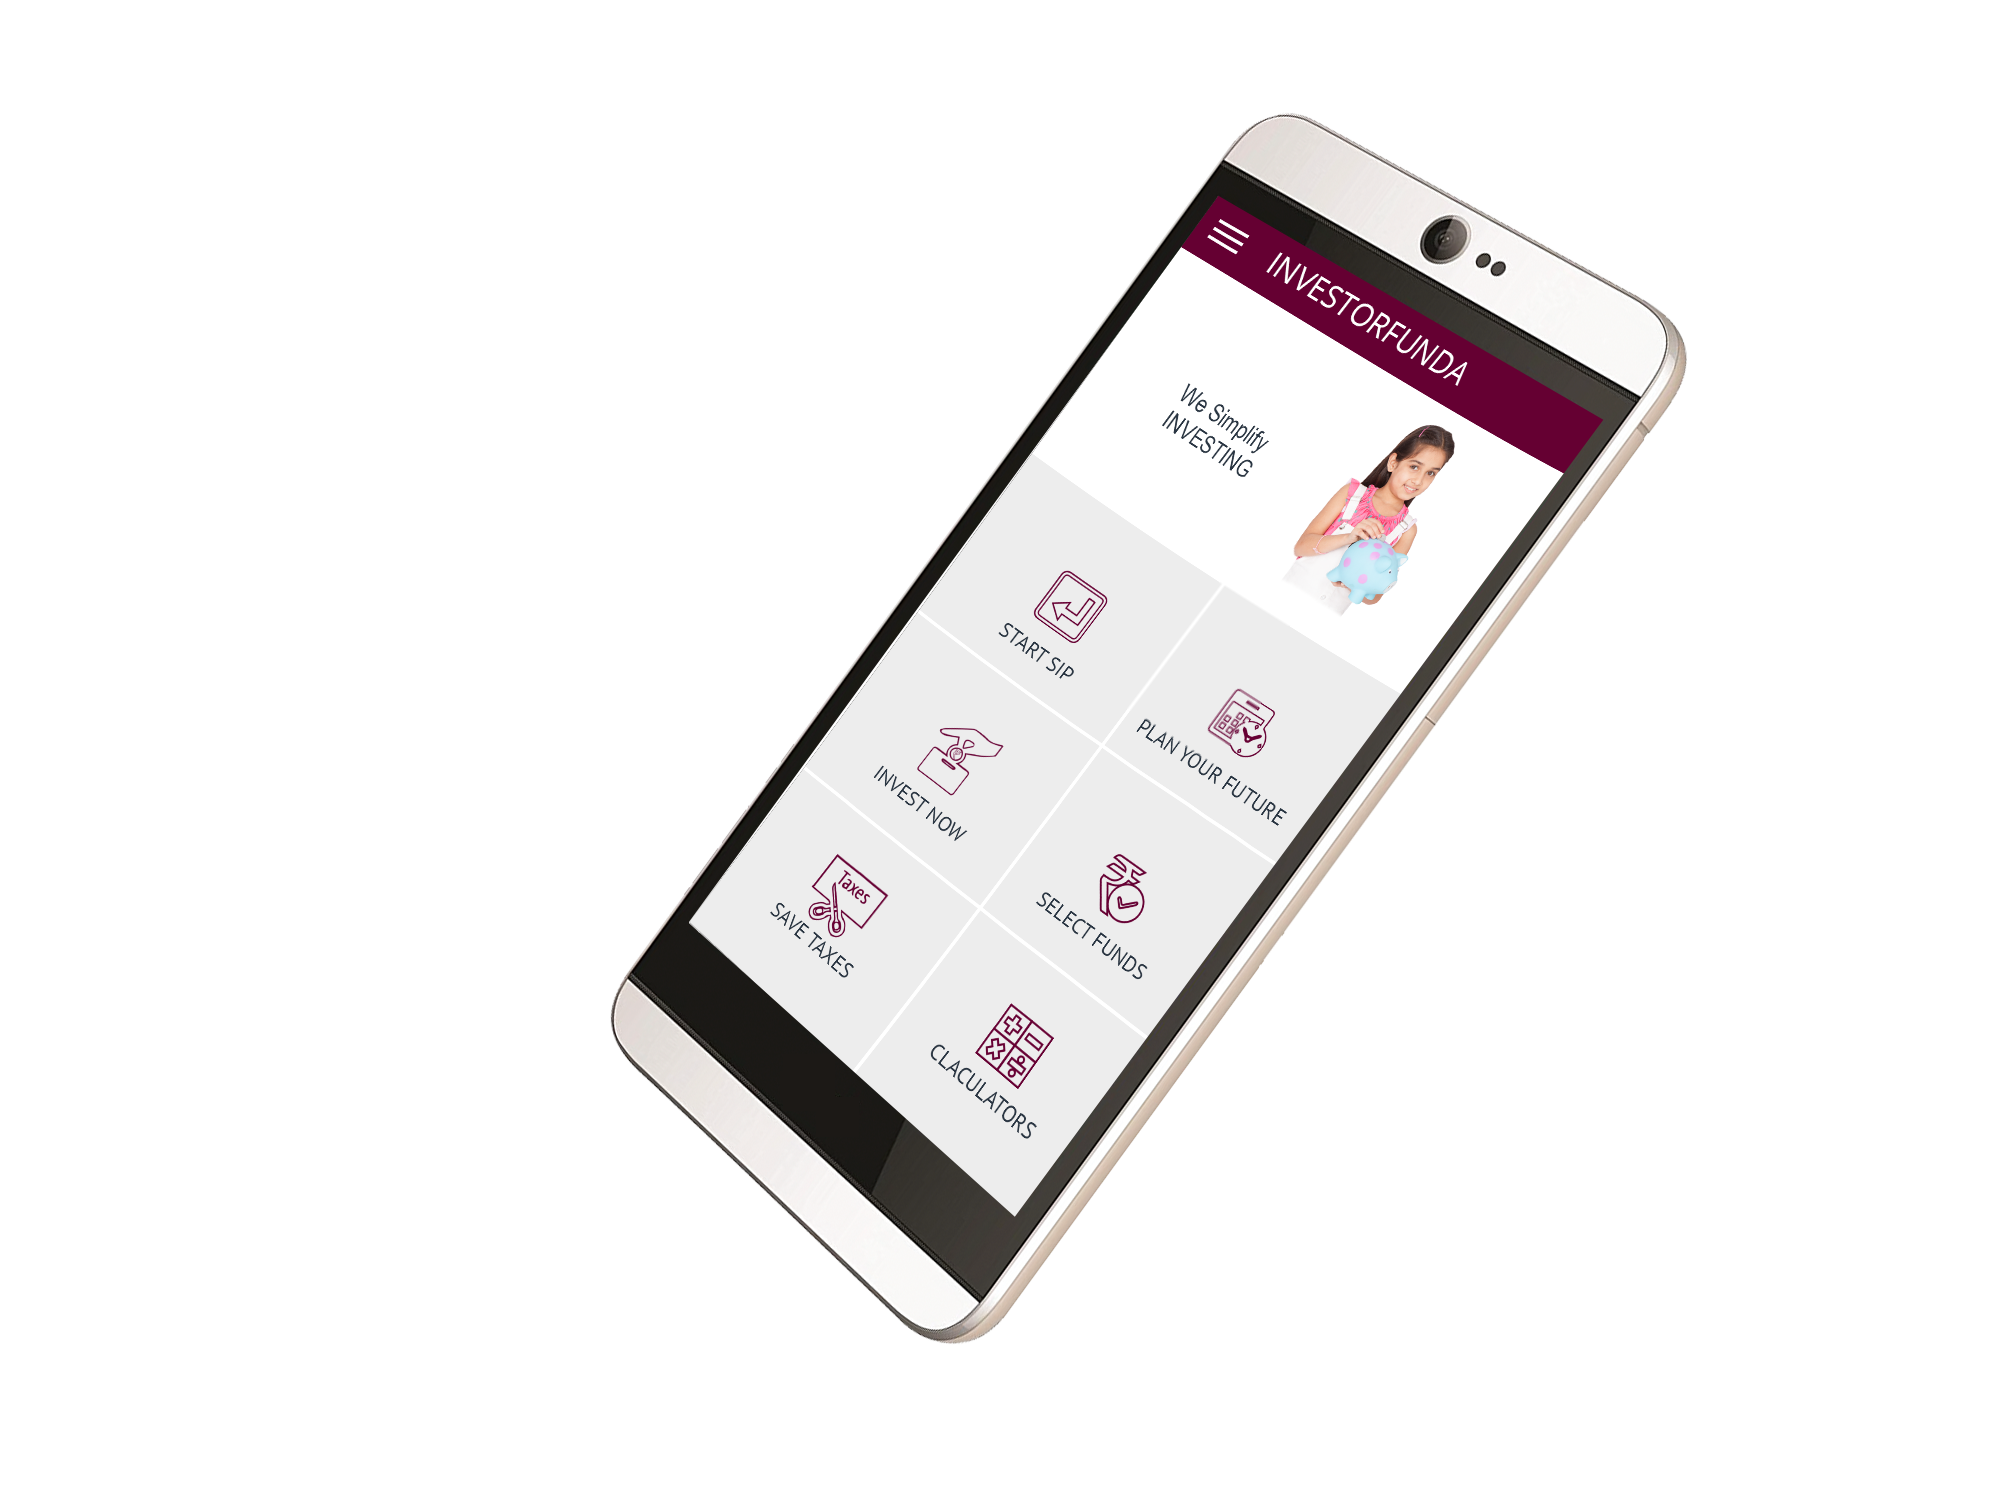 INVESTORFUNDA
We Simplify
INVESTING
START SIP
PLAN YOUR FUTURE
INVEST NOW
SELECT FUNDS
Taxes
SAVE TAXES
CLACULATORS